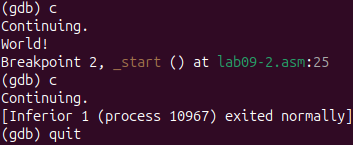 (gdb) c
Continuing.
World!
Breakpoint 2, _start () at lab09-2.asm:25
(gdb) c
Continuing.
[Inferior 1 (process 10967) exited normally]
(gdb) quit